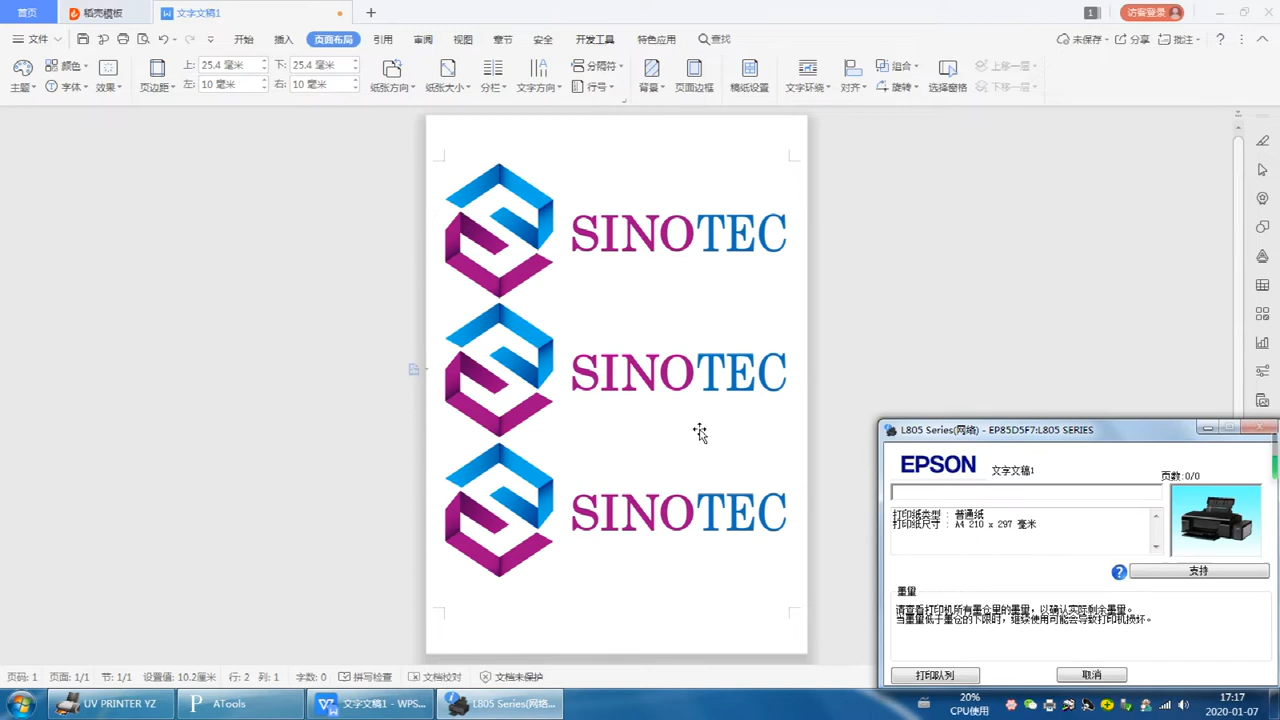 首页 稻壳模板 文字文稿1 1 访客登录
文件 开始 插入 页面布局 引用 审阅 视图 章节 安全 开发工具 特色应用 查找 未保存 分享 批注
颜色 上: 25.4 毫米 下: 25.4 毫米 分隔符 组合 上移一层
主题 字体 效果 页边距 左: 10 毫米 右: 10 毫米 纸张方向 纸张大小 分栏 文字方向 行号 背景 页面边框 稿纸设置 文字环绕 对齐 旋转 选择窗格 下移一层
SINOTEC
SINOTEC
SINOTEC
L805 Series(网络) - EP85D5F7:L805 SERIES
EPSON 文字文稿1
页数:0/0
打印纸类型 : 普通纸
打印纸尺寸 : A4 210 x 297 毫米
支持
墨量
请查看打印机所有墨仓里的墨量，以确认实际剩余墨量。
当墨量低于墨仓的下限时，继续使用可能会导致打印机损坏。
打印队列 取消
页码: 1 页面: 1/1 节: 1/1 设置值: 10.2厘米 行: 2 列: 1 字数: 0 拼写检查 文档校对 文档未保护
UV PRINTER YZ ATools 文字文稿1 - WPS... L805 Series(网络...
20%
CPU使用
17:17
2020-01-07